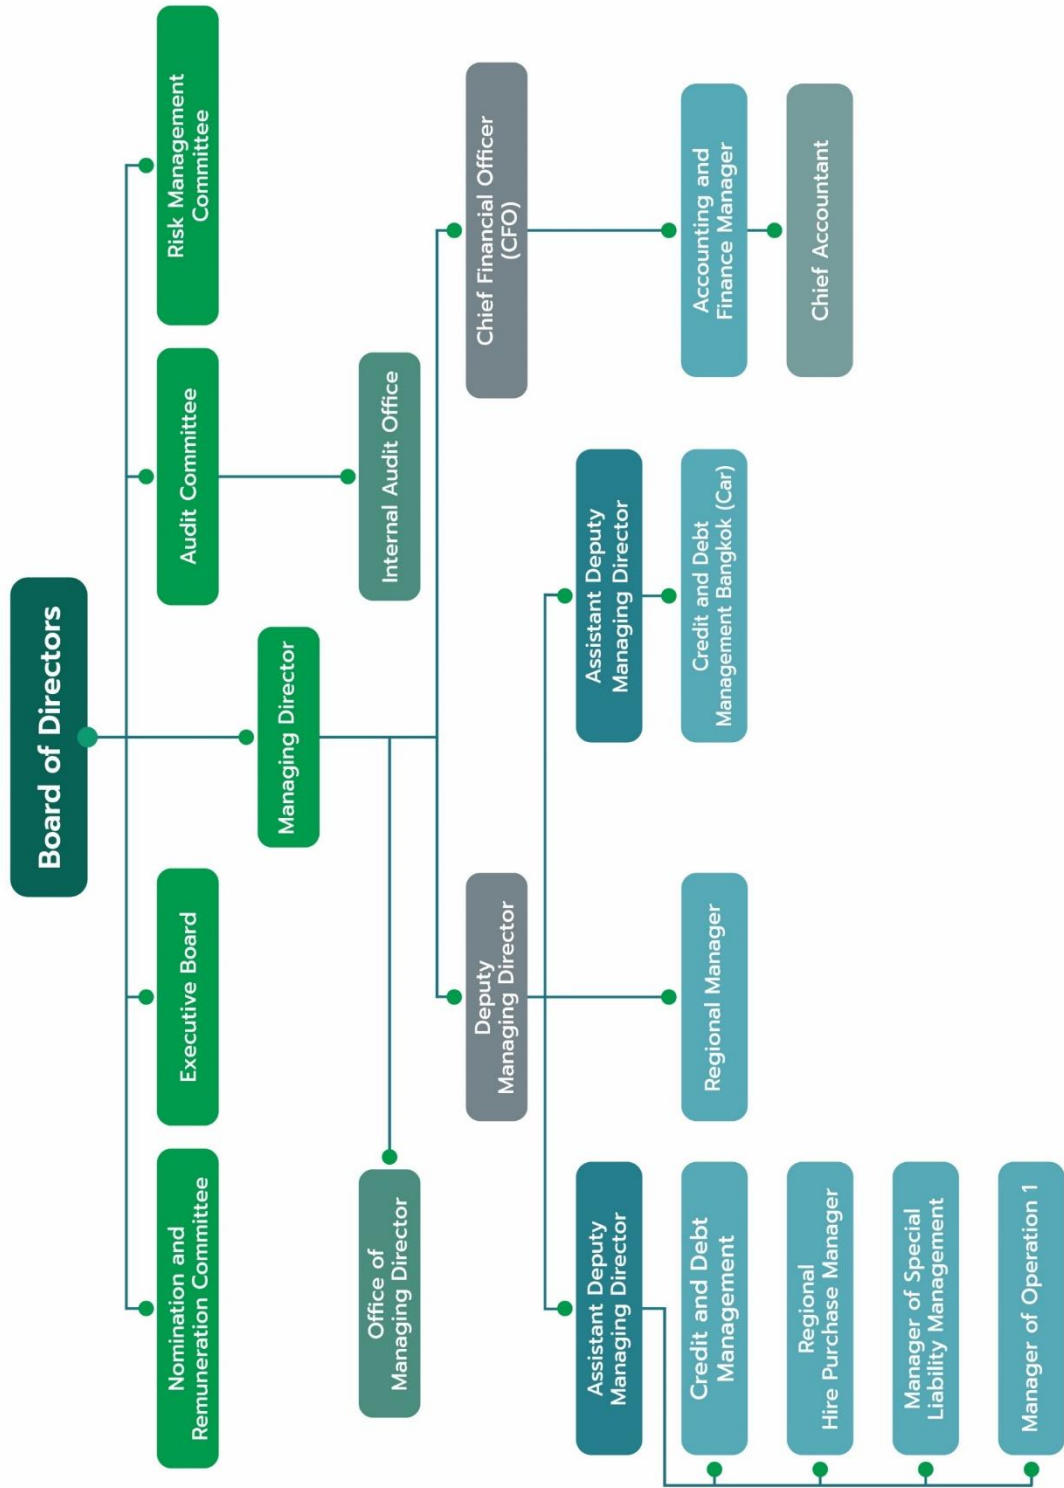 Board of Directors
Nomination and
Remuneration Committee
Executive Board
Audit Committee
Risk Management
Committee
Managing Director
Office of
Managing Director
Internal Audit Office
Deputy
Managing Director
Chief Financial Officer
(CFO)
Assistant Deputy
Managing Director
Assistant Deputy
Managing Director
Credit and Debt
Management
Regional Manager
Credit and Debt
Management Bangkok (Car)
Accounting and
Finance Manager
Regional
Hire Purchase Manager
Chief Accountant
Manager of Special
Liability Management
Manager of Operation 1